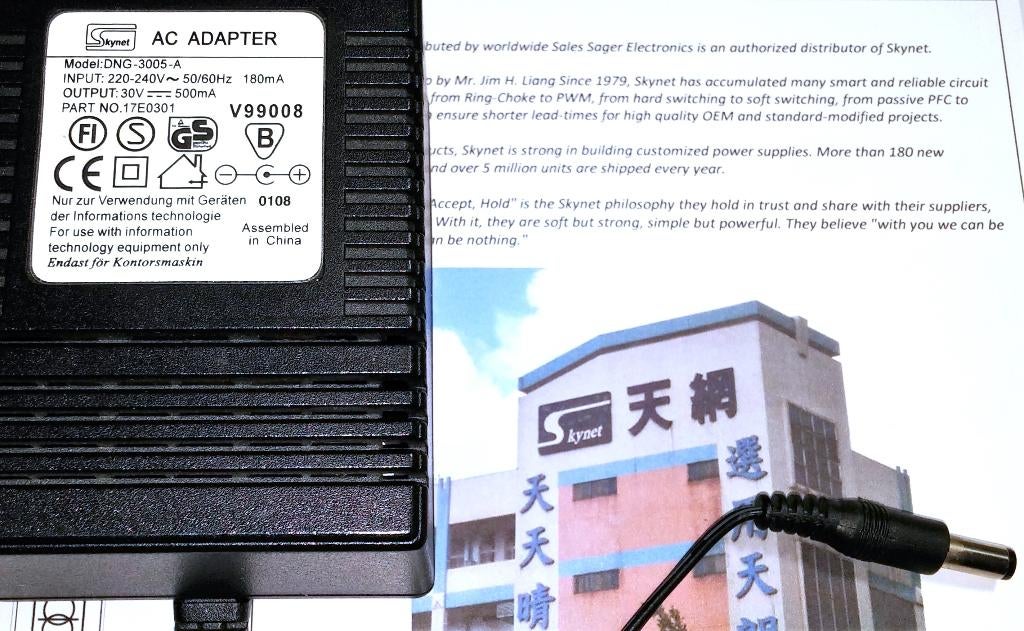 Skynet AC ADAPTER
Model:DNG-3005-A
INPUT: 220-240V~ 50/60Hz 180mA
OUTPUT: 30V 500mA
PART NO.17E0301
V99008
FI S GS B
CE
Nur zur Verwendung mit Geräten
der Informations technologie
0108
For use with information
technology equipment only
Assembled
in China
Endast för Kontorsmaskin
buted by worldwide Sales Sager Electronics is an authorized distributor of Skynet.
by Mr. Jim H. Liang Since 1979, Skynet has accumulated many smart and reliable circuit
from Ring-Choke to PWM, from hard switching to soft switching, from passive PFC to
ensure shorter lead-times for high quality OEM and standard-modified projects.
ucts, Skynet is strong in building customized power supplies. More than 180 new
nd over 5 million units are shipped every year.
Accept, Hold" is the Skynet philosophy they hold in trust and share with their suppliers,
With it, they are soft but strong, simple but powerful. They believe "with you we can be
n be nothing."
Skynet 天網
天天晴
選用天